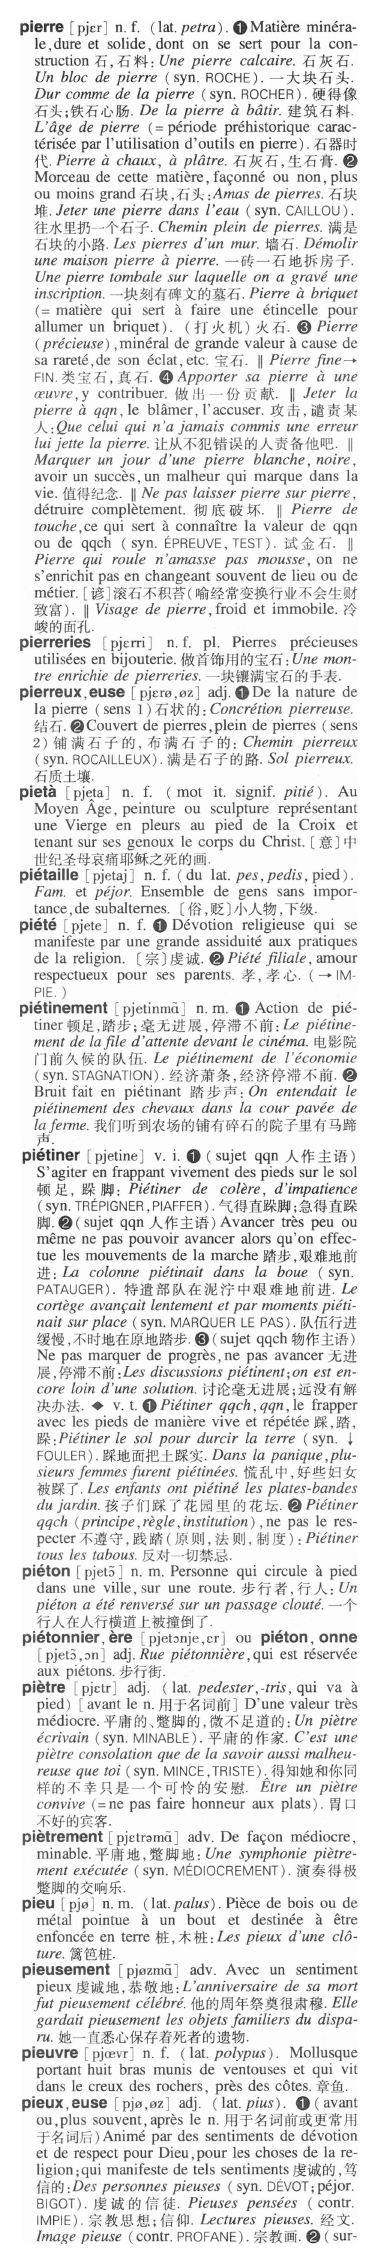 pierre [pjɛr] n. f. (lat. petra). ❶ Matière minéra-
le, dure et solide, dont on se sert pour la con-
struction 石,石料: Une pierre calcaire. 石灰石.
Un bloc de pierre (syn. ROCHE). 一大块石头.
Dur comme de la pierre (syn. ROCHER). 硬得像
石头;铁石心肠. De la pierre à bâtir. 建筑石料.
L'âge de pierre (= période préhistorique carac-
térisée par l'utilisation d'outils en pierre). 石器时
代. Pierre à chaux, à plâtre. 石灰石,生石膏. ❷
Morceau de cette matière, façonné ou non, plus
ou moins grand 石块,石头: Amas de pierres. 石块
堆. Jeter une pierre dans l'eau (syn. CAILLOU).
往水里扔一个石子. Chemin plein de pierres. 满是
石块的小路. Les pierres d'un mur. 墙石. Démolir
une maison pierre à pierre. 一砖一石地拆房子.
Une pierre tombale sur laquelle on a gravé une
inscription. 一块刻有碑文的墓石. Pierre à briquet
(= matière qui sert à faire une étincelle pour
allumer un briquet). (打火机)火石. ❸ Pierre
(précieuse), minéral de grande valeur à cause de
sa rareté, de son éclat, etc. 宝石. ‖ Pierre fine→
FIN. 类宝石,真石. ❹ Apporter sa pierre à une
œuvre, y contribuer. 做出一份贡献. ‖ Jeter la
pierre à qqn, le blâmer, l'accuser. 攻击,谴责某
人: Que celui qui n'a jamais commis une erreur
lui jette la pierre. 让从不犯错误的人责备他吧. ‖
Marquer un jour d'une pierre blanche, noire,
avoir un succès, un malheur qui marque dans la
vie. 值得纪念. ‖ Ne pas laisser pierre sur pierre,
détruire complètement. 彻底破坏. ‖ Pierre de
touche, ce qui sert à connaître la valeur de qqn
ou de qqch (syn. ÉPREUVE, TEST). 试金石. ‖
Pierre qui roule n'amasse pas mousse, on ne
s'enrichit pas en changeant souvent de lieu ou de
métier. [谚]滚石不积苔(喻经常变换行业不会生财
致富). ‖ Visage de pierre, froid et immobile. 冷
峻的面孔.
pierreries [pjɛrri] n. f. pl. Pierres précieuses
utilisées en bijouterie. 做首饰用的宝石: Une mon-
tre enrichie de pierreries. 一块镶满宝石的手表.
pierreux, euse [pjɛrø, øz] adj. ❶ De la nature de
la pierre (sens 1)石状的: Concrétion pierreuse.
结石. ❷ Couvert de pierres, plein de pierres (sens
2)铺满石子的,布满石子的: Chemin pierreux
(syn. ROCAILLEUX). 满是石子的路. Sol pierreux.
石质土壤.
pietà [pjeta] n. f. (mot it. signif. pitié). Au
Moyen Âge, peinture ou sculpture représentant
une Vierge en pleurs au pied de la Croix et
tenant sur ses genoux le corps du Christ. [意]中
世纪圣母哀痛耶稣之死的画.
piétaille [pjetaj] n. f. (du lat. pes, pedis, pied).
Fam. et péjor. Ensemble de gens sans impor-
tance, de subalternes. [俗,贬]小人物,下级.
piété [pjete] n. f. ❶ Dévotion religieuse qui se
manifeste par une grande assiduité aux pratiques
de la religion. [宗]虔诚. ❷ Piété filiale, amour
respectueux pour ses parents. 孝,孝心. (→IM-
PIE.)
piétinement [pjetinmɑ̃] n. m. ❶ Action de pié-
tiner 顿足,踏步;毫无进展,停滞不前: Le piétine-
ment de la file d'attente devant le cinéma. 电影院
门前久候的队伍. Le piétinement de l'économie
(syn. STAGNATION). 经济萧条,经济停滞不前. ❷
Bruit fait en piétinant 踏步声: On entendait le
piétinement des chevaux dans la cour pavée de
la ferme. 我们听到农场的铺有碎石的院子里有马蹄
声.
piétiner [pjetine] v. i. ❶ (sujet qqn 人作主语)
S'agiter en frappant vivement des pieds sur le sol
顿足,跺脚: Piétiner de colère, d'impatience
(syn. TRÉPIGNER, PIAFFER). 气得直跺脚;急得直跺
脚. ❷ (sujet qqn 人作主语) Avancer très peu ou
même ne pas pouvoir avancer alors qu'on effec-
tue les mouvements de la marche 踏步,艰难地前
进: La colonne piétinait dans la boue (syn.
PATAUGER). 特遣部队在泥泞中艰难地前进. Le
cortège avançait lentement et par moments piéti-
nait sur place (syn. MARQUER LE PAS). 队伍行进
缓慢,不时地在原地踏步. ❸ (sujet qqch 物作主语)
Ne pas marquer de progrès, ne pas avancer 无进
展,停滞不前: Les discussions piétinent; on est en-
core loin d'une solution. 讨论毫无进展;远没有解
决办法. ◆ v. t. ❶ Piétiner qqch, qqn, le frapper
avec les pieds de manière vive et répétée 踩,踏,
跺: Piétiner le sol pour durcir la terre (syn. ↓
FOULER). 踩地面把土踩实. Dans la panique, plu-
sieurs femmes furent piétinées. 慌乱中,好些妇女
被踩了. Les enfants ont piétiné les plates-bandes
du jardin. 孩子们踩了花园里的花坛. ❷ Piétiner
qqch (principe, règle, institution), ne pas le res-
pecter 不遵守,践踏(原则,法则,制度): Piétiner
tous les tabous. 反对一切禁忌.
piéton [pjetɔ̃] n. m. Personne qui circule à pied
dans une ville, sur une route. 步行者,行人: Un
piéton a été renversé sur un passage clouté. 一个
行人在人行横道上被撞倒了.
piétonnier, ère [pjetɔnje, ɛr] ou piéton, onne
[pjetɔ̃, ɔn] adj. Rue piétonnière, qui est réservée
aux piétons. 步行街.
piètre [pjɛtr] adj. (lat. pedester, -tris, qui va à
pied) [avant le n. 用于名词前] D'une valeur très
médiocre. 平庸的、蹩脚的,微不足道的: Un piètre
écrivain (syn. MINABLE). 平庸的作家. C'est une
piètre consolation que de la savoir aussi malheu-
reuse que toi (syn. MINCE, TRISTE). 得知她和你同
样的不幸只是一个可怜的安慰. Être un piètre
convive (= ne pas faire honneur aux plats). 胃口
不好的宾客.
piètrement [pjɛtrəmɑ̃] adv. De façon médiocre,
minable. 平庸地,蹩脚地: Une symphonie piètre-
ment exécutée (syn. MÉDIOCREMENT). 演奏得极
蹩脚的交响乐.
pieu [pjø] n. m. (lat. palus). Pièce de bois ou de
métal pointue à un bout et destinée à être
enfoncée en terre 桩,木桩: Les pieux d'une clô-
ture. 篱笆桩.
pieusement [pjøzmɑ̃] adv. Avec un sentiment
pieux 虔诚地,恭敬地: L'anniversaire de sa mort
fut pieusement célébré. 他的周年祭奠很肃穆. Elle
gardait pieusement les objets familiers du dispa-
ru. 她一直悉心保存着死者的遗物.
pieuvre [pjœvr] n. f. (lat. polypus). Mollusque
portant huit bras munis de ventouses et qui vit
dans le creux des rochers, près des côtes. 章鱼.
pieux, euse [pjø, øz] adj. (lat. pius). ❶ (avant
ou, plus souvent, après le n. 用于名词前或更常用
于名词后) Animé par des sentiments de dévotion
et de respect pour Dieu, pour les choses de la re-
ligion; qui manifeste de tels sentiments 虔诚的,笃
信的: Des personnes pieuses (syn. DÉVOT; péjor.
BIGOT). 虔诚的信徒. Pieuses pensées (contr.
IMPIE). 宗教思想;信仰. Lectures pieuses. 经文.
Image pieuse (contr. PROFANE). 宗教画. ❷ (sur-